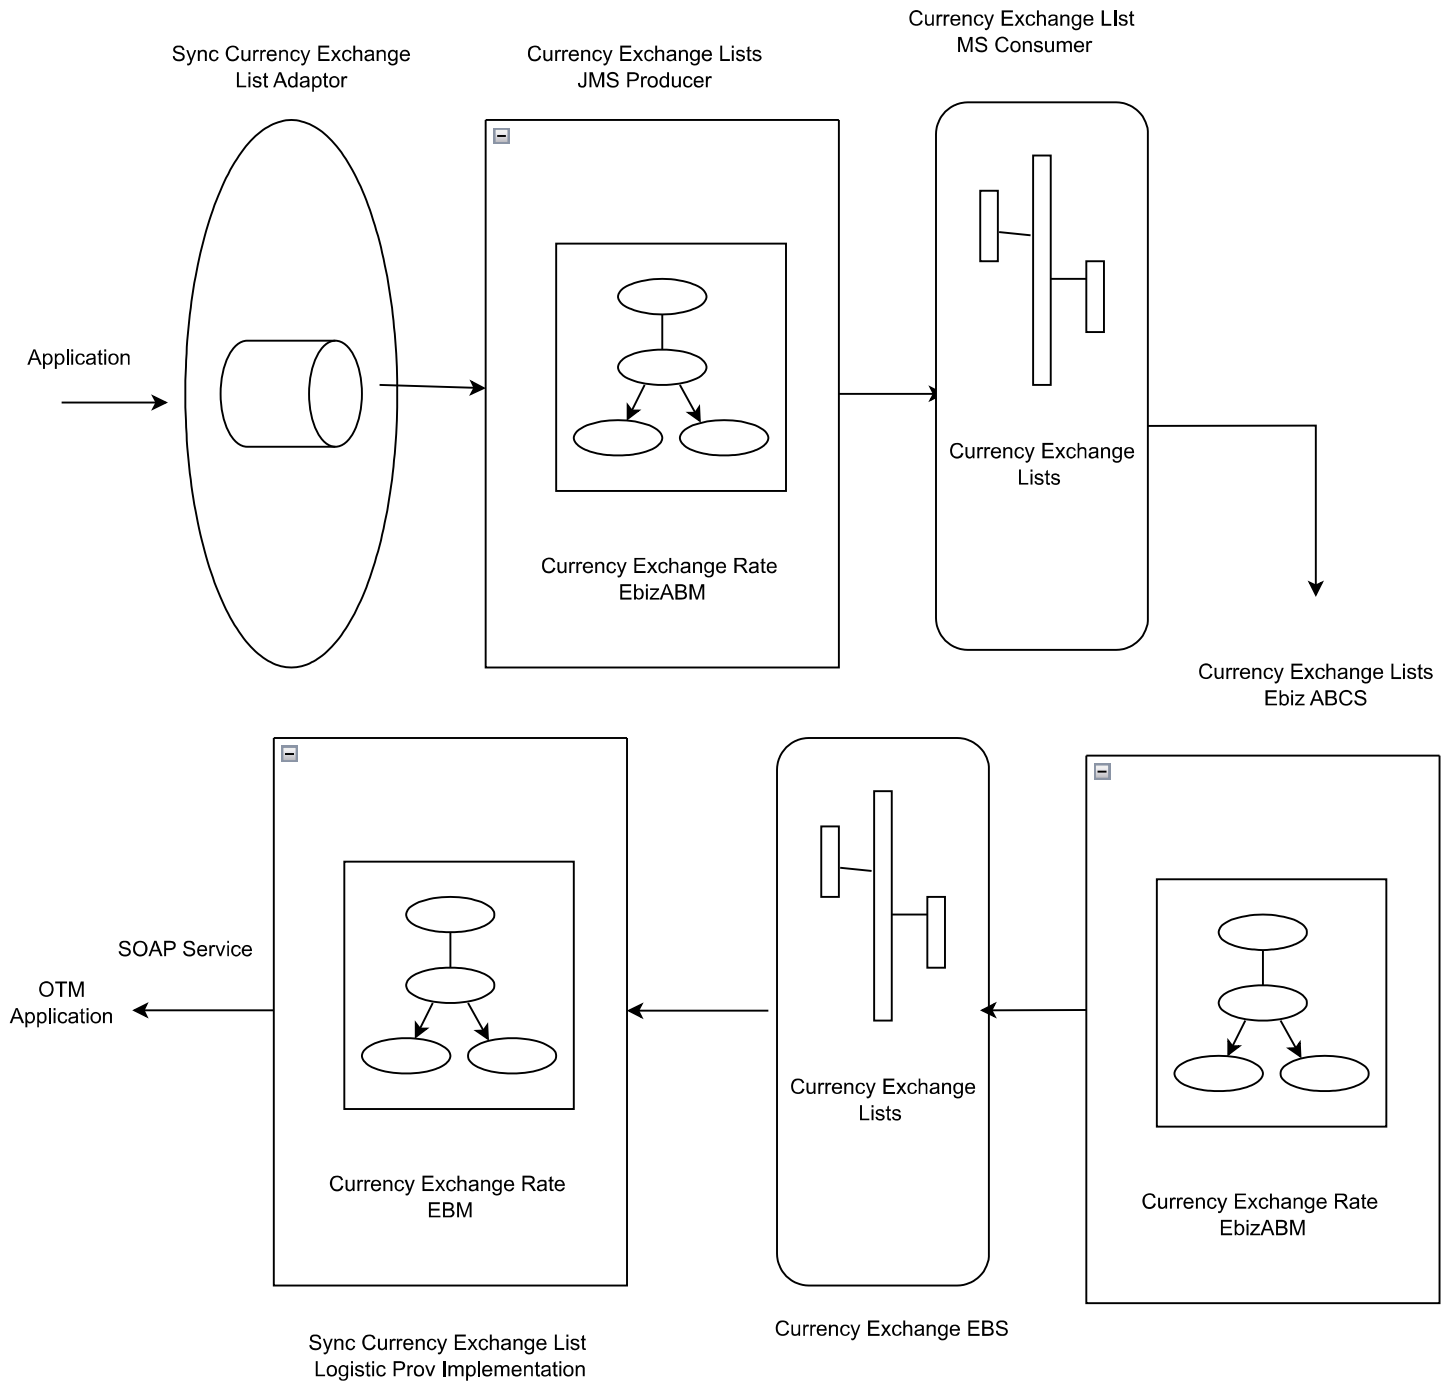 Sync Currency Exchange
List Adaptor
Currency Exchange Lists
JMS Producer
Currency Exchange LIst
MS Consumer
Application
Currency Exchange Rate
EbizABM
Currency Exchange
Lists
Currency Exchange Lists
Ebiz ABCS
SOAP Service
OTM
Application
Currency Exchange Rate
EBM
Sync Currency Exchange List
Logistic Prov Implementation
Currency Exchange
Lists
Currency Exchange EBS
Currency Exchange Rate
EbizABM